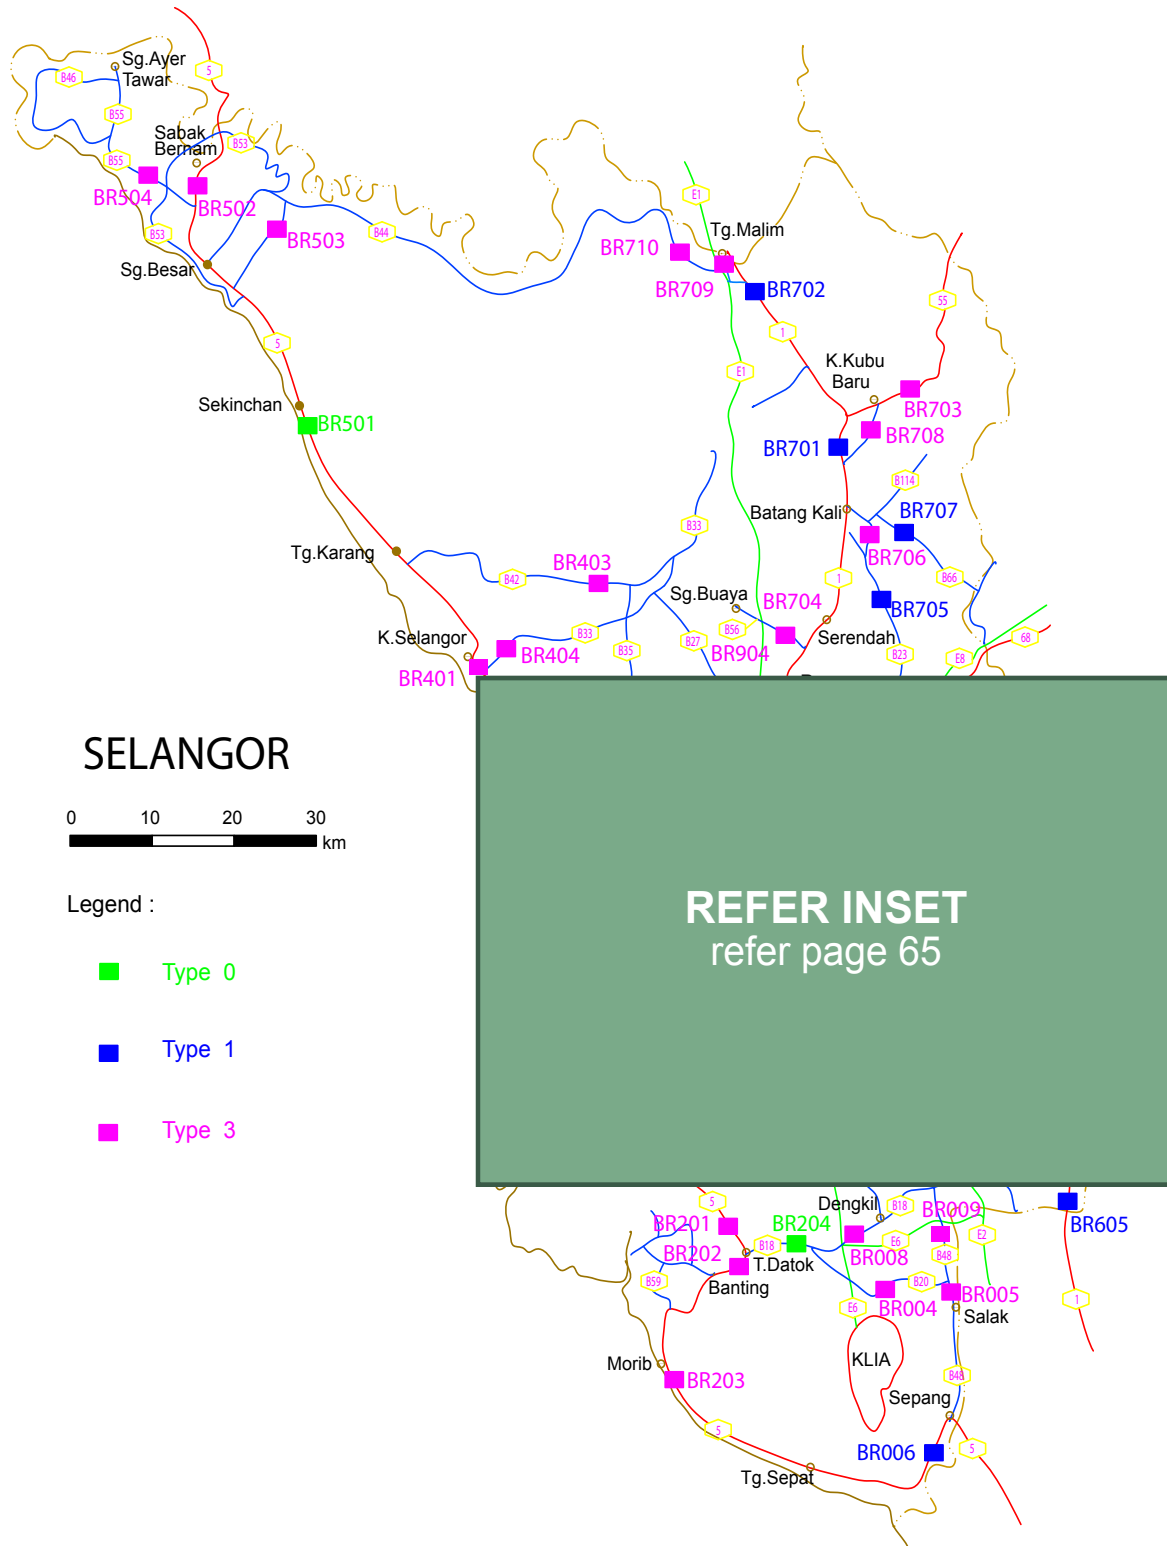 5
Sg.Ayer
Tawar
B46
B55
Sabak
Bernam
B53
B55
BR504
BR502
BR503
B53
B44
Sg.Besar
E1
Tg.Malim
BR710
BR709
BR702
55
1
5
E1
K.Kubu
Baru
BR703
Sekinchan
BR501
BR708
BR701
B114
Batang Kali
BR707
B33
BR706
Tg.Karang
BR403
B42
1
B66
Sg.Buaya
BR704
BR705
B56
Serendah
B33
K.Selangor
BR404
B35
B27
BR904
B23
E8
68
BR401
SELANGOR
0 10 20 30
km
Legend :
Type 0
Type 1
Type 3
REFER INSET
refer page 65
5
Dengkil
B18
BR009
BR201
BR204
BR605
BR202
B18
T.Datok
BR008
E6
B48
E2
B59
Banting
BR004
B20
BR005
E6
Salak
1
Morib
KLIA
BR203
B48
Sepang
5
BR006
5
Tg.Sepat